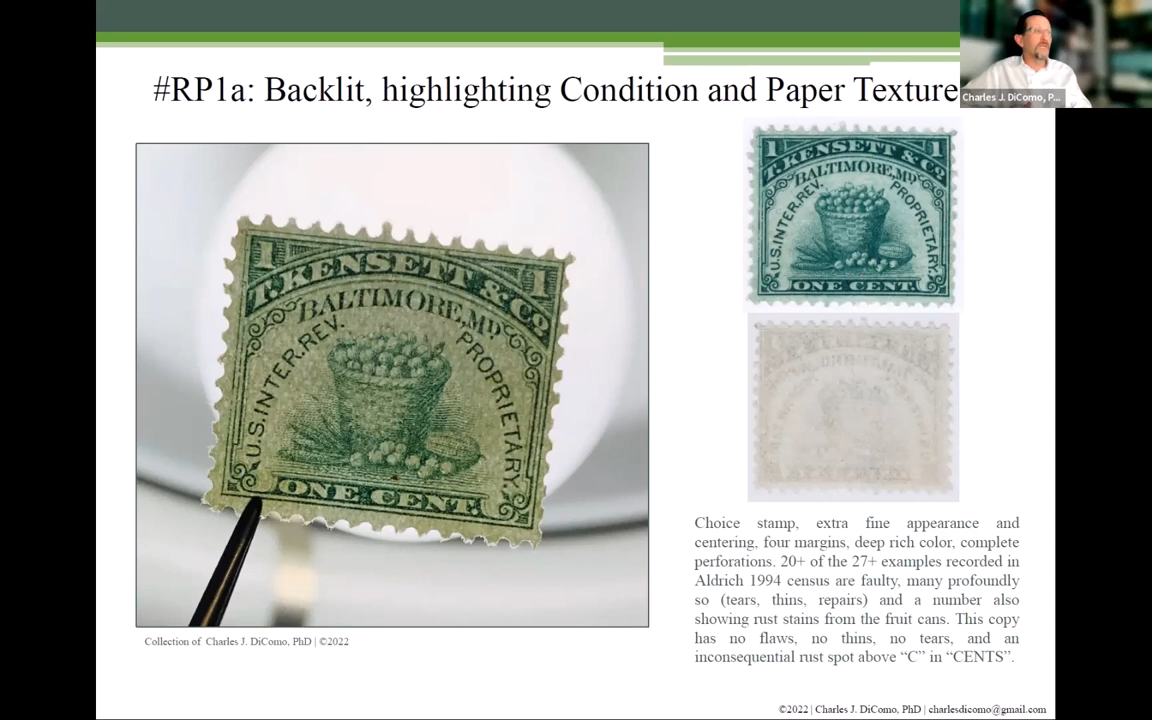 #RP1a: Backlit, highlighting Condition and Paper Texture
Charles J. DiComo, P...
1 1
T. KENSETT & Co.
BALTIMORE, MD.
U.S. INTER. REV. PROPRIETARY.
ONE CENT.
1 1
T. KENSETT & Co.
BALTIMORE, MD.
U.S. INTER. REV. PROPRIETARY.
ONE CENT.
Choice stamp, extra fine appearance and
centering, four margins, deep rich color, complete
perforations. 20+ of the 27+ examples recorded in
Aldrich 1994 census are faulty, many profoundly
so (tears, thins, repairs) and a number also
showing rust stains from the fruit cans. This copy
has no flaws, no thins, no tears, and an
inconsequential rust spot above “C” in “CENTS”.
Collection of Charles J. DiComo, PhD | ©2022
©2022 | Charles J. DiComo, PhD | charlesdicomo@gmail.com